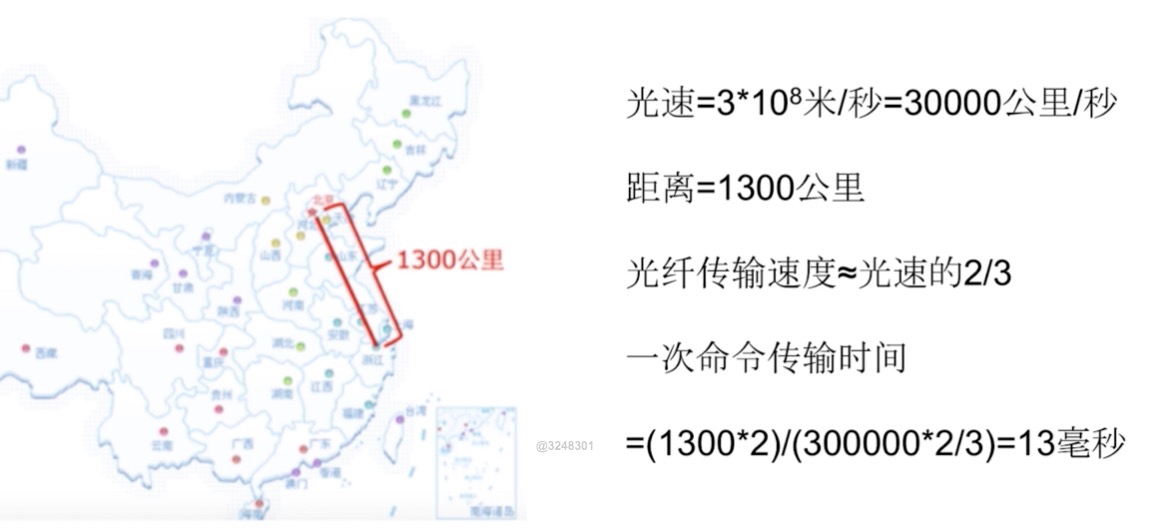 黑龙江
吉林
辽宁
新疆
内蒙古
北京
天津
河北
宁夏
山西
山东
1300公里
青海
甘肃
陕西
河南
江苏
上海
安徽
四川
西藏
重庆
湖北
浙江
湖南
江西
贵州
福建
台湾
云南
广西
广东
香港
澳门
海南
南海诸岛
@3248301
光速=3*10⁸米/秒=30000公里/秒
距离=1300公里
光纤传输速度≈光速的2/3
一次命令传输时间
=(1300*2)/(300000*2/3)=13毫秒